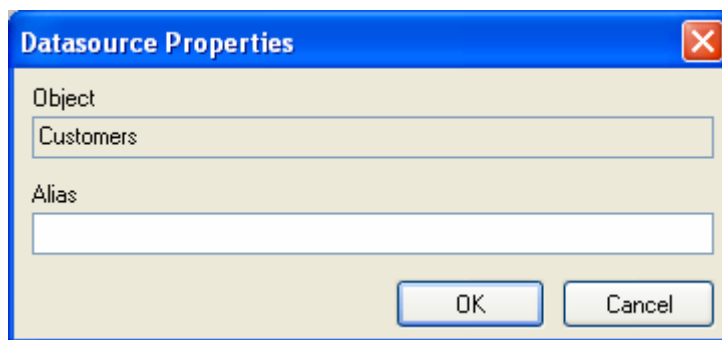 Datasource Properties
Object
Customers
Alias
OK Cancel